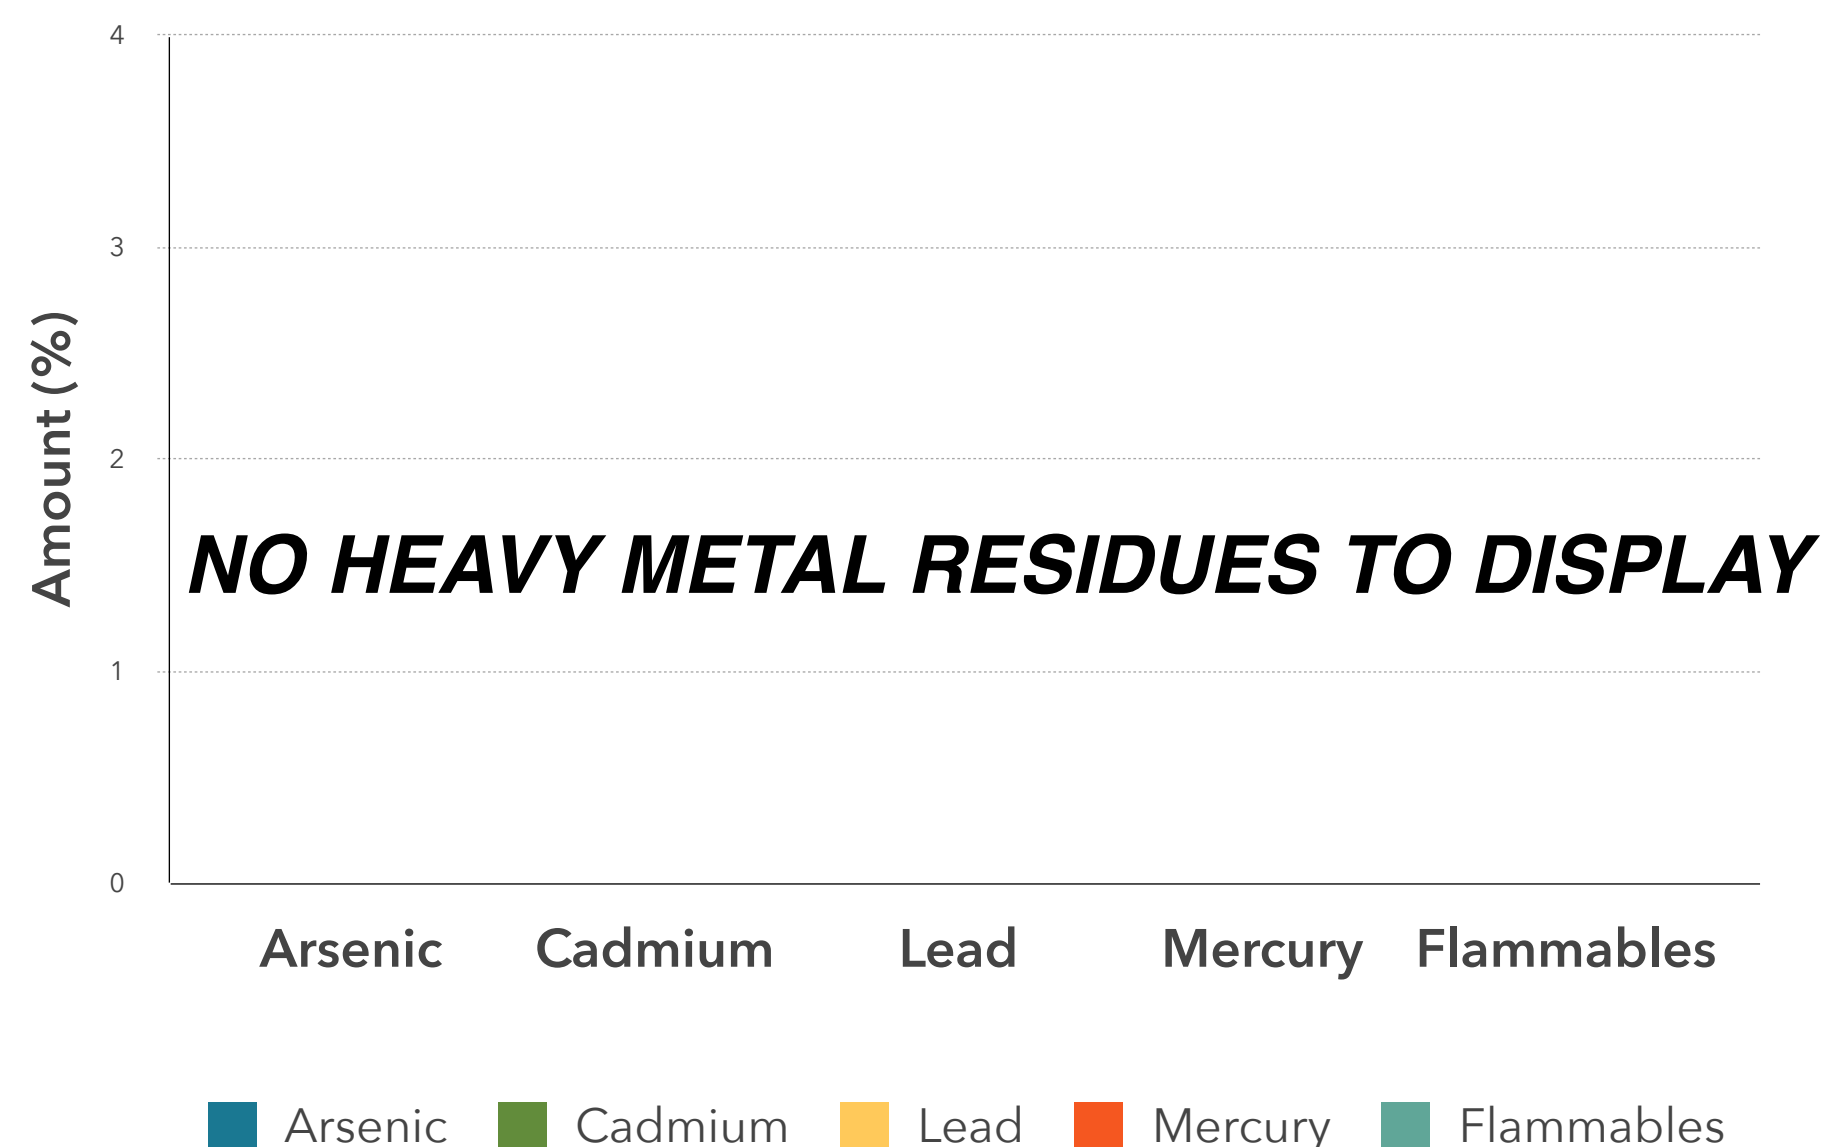 4
3
Amount (%)
2
NO HEAVY METAL RESIDUES TO DISPLAY
1
0
Arsenic Cadmium Lead Mercury Flammables
Arsenic Cadmium Lead Mercury Flammables